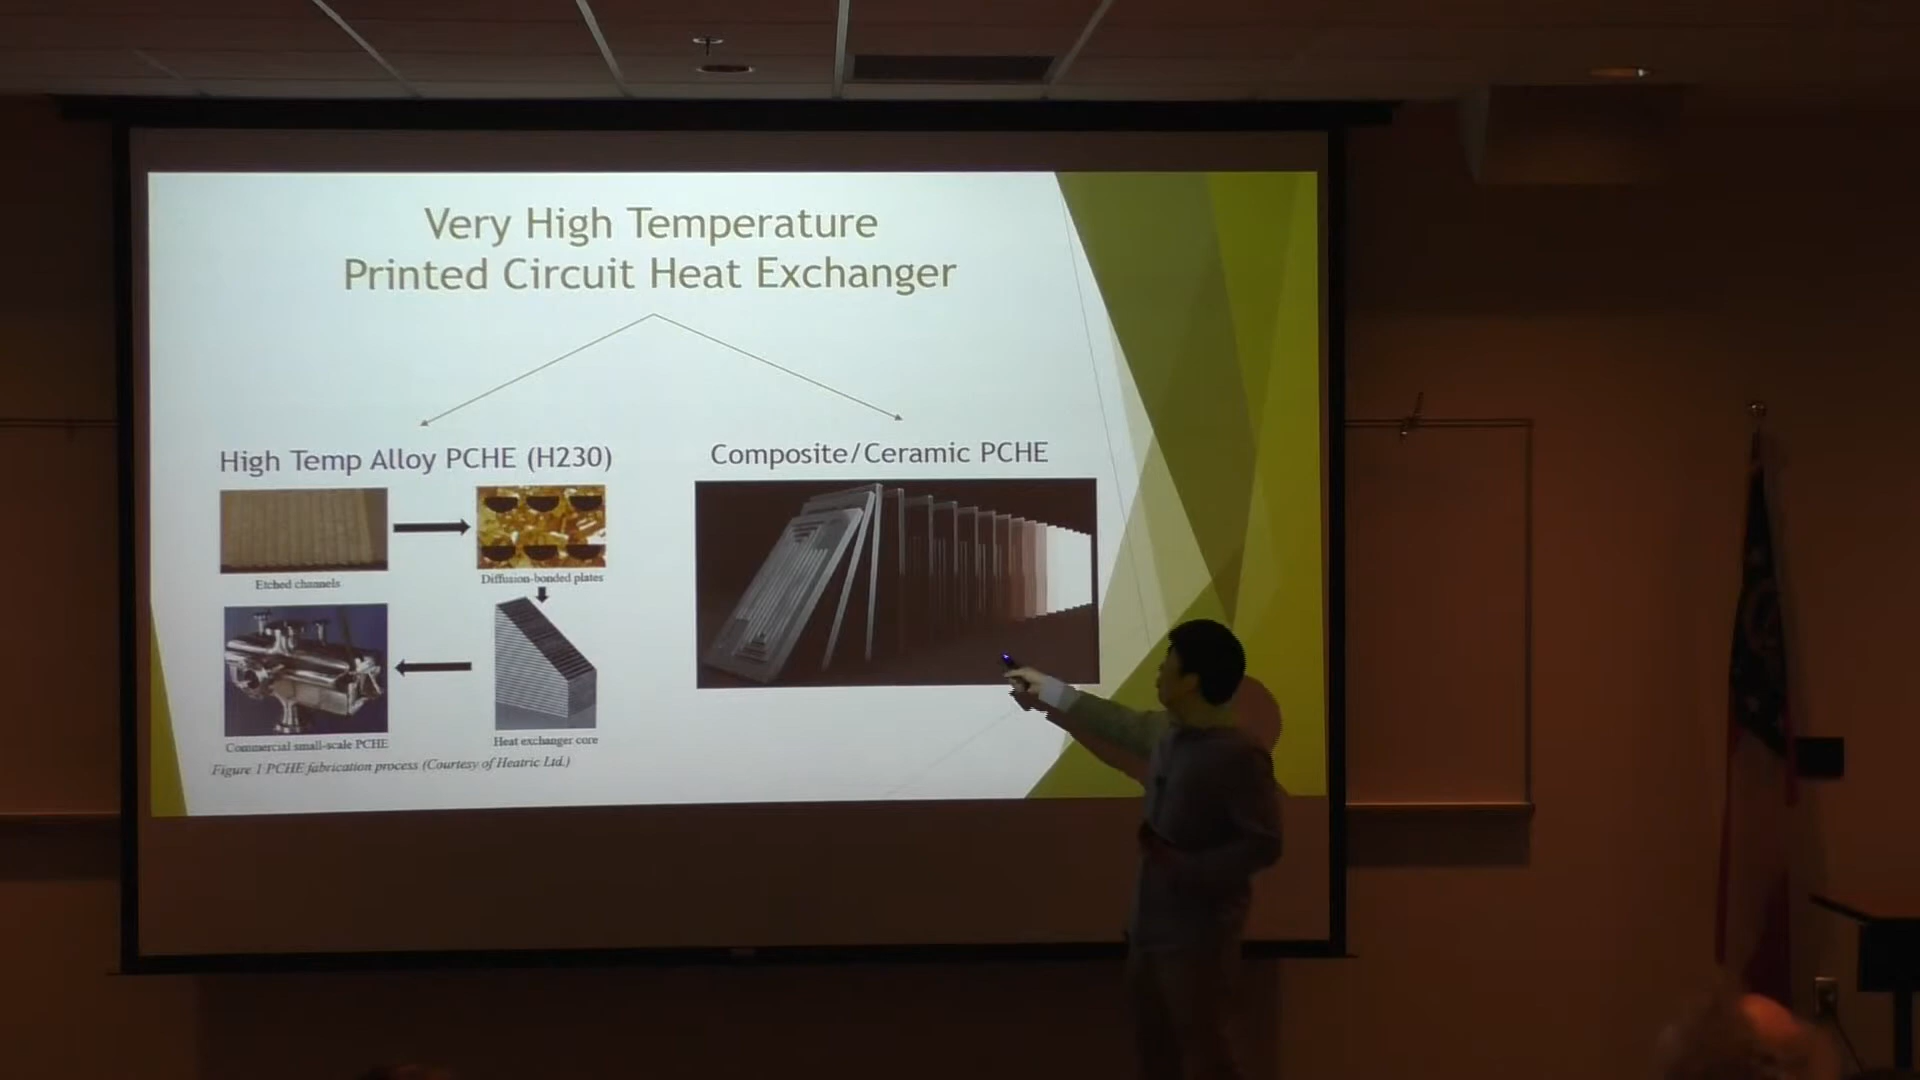 Very High Temperature
Printed Circuit Heat Exchanger
High Temp Alloy PCHE (H230)
Composite/Ceramic PCHE
Etched channels
Diffusion-bonded plates
Commercial small-scale PCHE
Heat exchanger core
Figure 1 PCHE fabrication process (Courtesy of Heatric Ltd.)